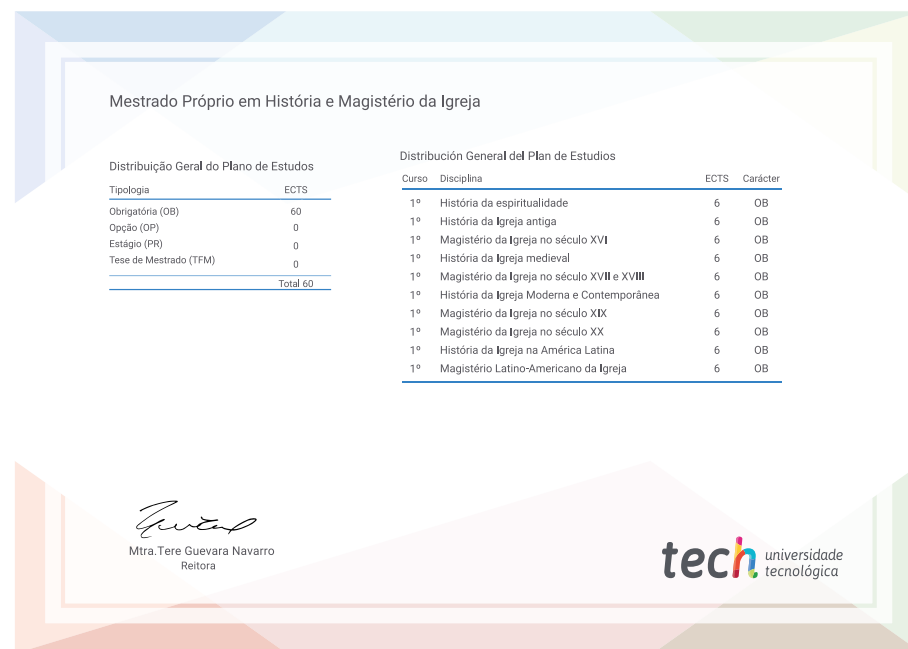 Mestrado Próprio em História e Magistério da Igreja
Distribuição Geral do Plano de Estudos
Tipologia ECTS
Obrigatória (OB) 60
Opção (OP) 0
Estágio (PR) 0
Tese de Mestrado (TFM) 0
Total 60
Distribución General del Plan de Estudios
Curso Disciplina ECTS Carácter
1º História da espiritualidade 6 OB
1º História da Igreja antiga 6 OB
1º Magistério da Igreja no século XVI 6 OB
1º História da Igreja medieval 6 OB
1º Magistério da Igreja no século XVII e XVIII 6 OB
1º História da Igreja Moderna e Contemporânea 6 OB
1º Magistério da Igreja no século XIX 6 OB
1º Magistério da Igreja no século XX 6 OB
1º História da Igreja na América Latina 6 OB
1º Magistério Latino-Americano da Igreja 6 OB
Mtra.Tere Guevara Navarro
Reitora
tech universidade
tecnológica